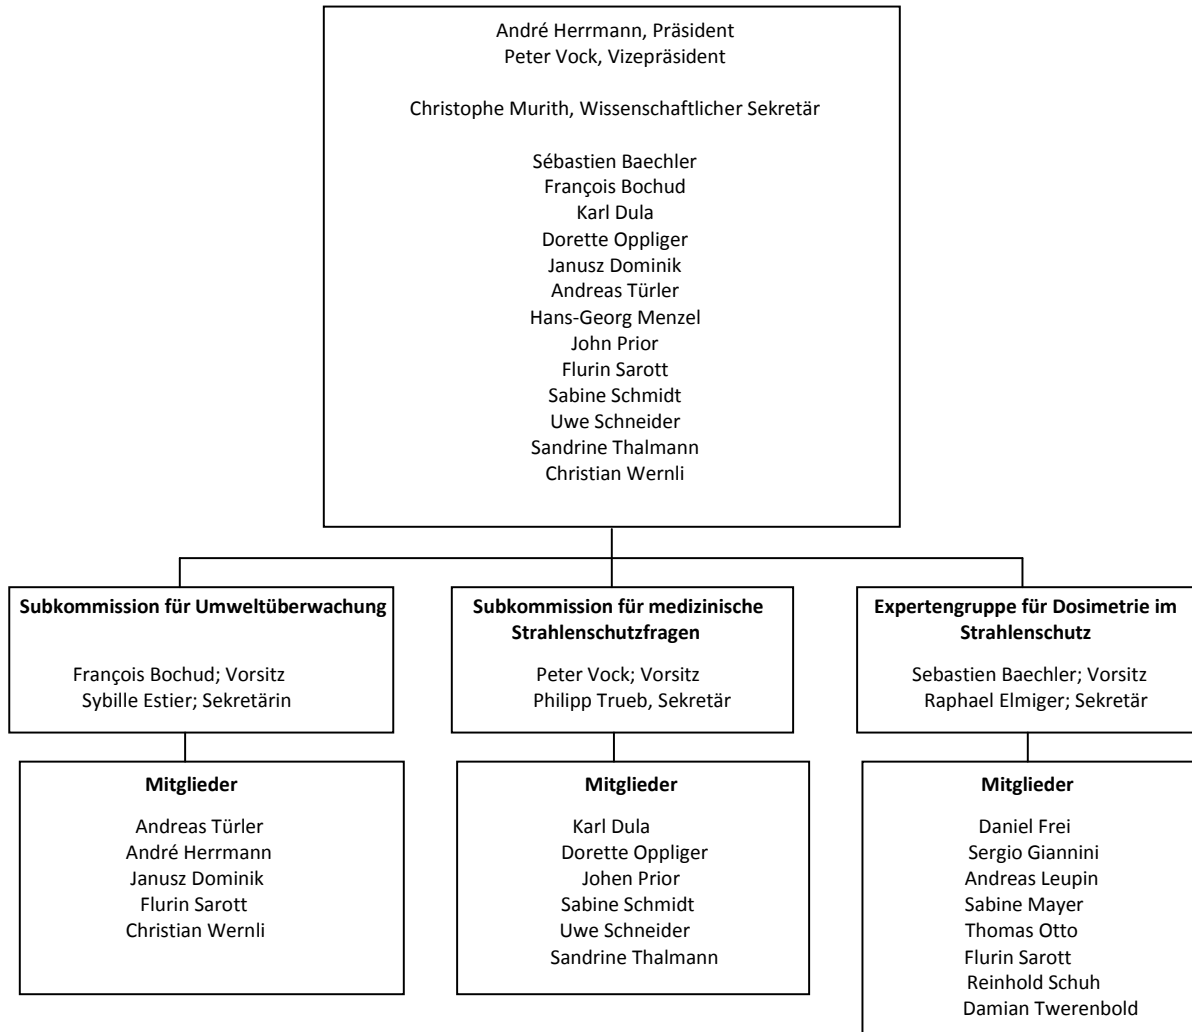 André Herrmann, Präsident
Peter Vock, Vizepräsident
Christophe Murith, Wissenschaftlicher Sekretär
Sébastien Baechler
François Bochud
Karl Dula
Dorette Oppliger
Janusz Dominik
Andreas Türler
Hans-Georg Menzel
John Prior
Flurin Sarott
Sabine Schmidt
Uwe Schneider
Sandrine Thalmann
Christian Wernli
Subkommission für Umweltüberwachung
François Bochud; Vorsitz
Sybille Estier; Sekretärin
Mitglieder
Andreas Türler
André Herrmann
Janusz Dominik
Flurin Sarott
Christian Wernli
Subkommission für medizinische
Strahlenschutzfragen
Peter Vock; Vorsitz
Philipp Trueb, Sekretär
Mitglieder
Karl Dula
Dorette Oppliger
Johen Prior
Sabine Schmidt
Uwe Schneider
Sandrine Thalmann
Expertengruppe für Dosimetrie im
Strahlenschutz
Sebastien Baechler; Vorsitz
Raphael Elmiger; Sekretär
Mitglieder
Daniel Frei
Sergio Giannini
Andreas Leupin
Sabine Mayer
Thomas Otto
Flurin Sarott
Reinhold Schuh
Damian Twerenbold